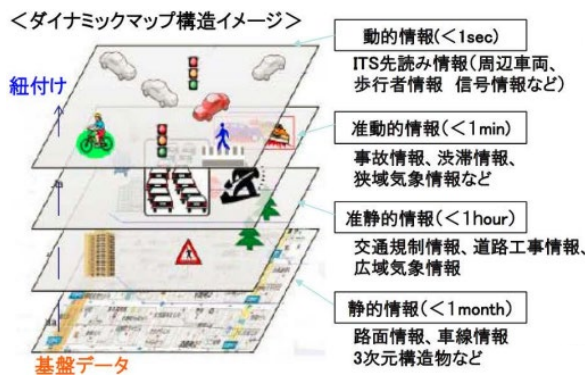 ＜ダイナミックマップ構造イメージ＞
紐付け
動的情報(＜1sec)
ITS先読み情報(周辺車両、
歩行者情報 信号情報など)
准動的情報(＜1min)
事故情報、渋滞情報、
狭域気象情報など
准静的情報(＜1hour)
交通規制情報、道路工事情報、
広域気象情報
静的情報(＜1month)
路面情報、車線情報
3次元構造物など
基盤データ